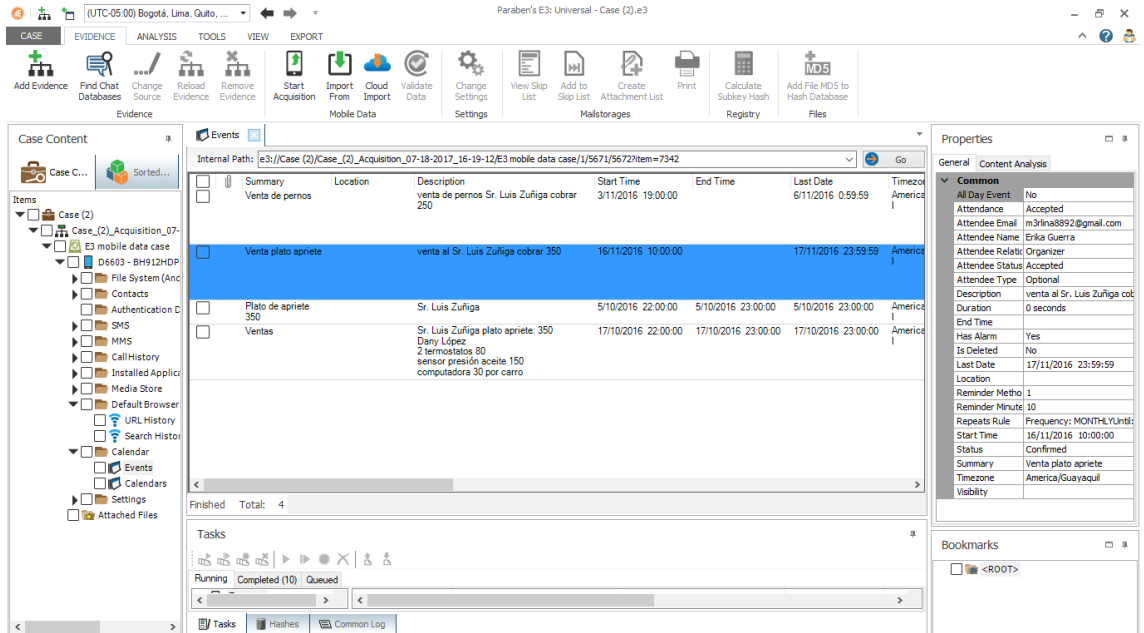 (UTC-05:00) Bogotá, Lima, Quito, ...
Paraben's E3: Universal - Case (2).e3
CASE EVIDENCE ANALYSIS TOOLS VIEW EXPORT
Add Evidence
Find Chat Databases
Change Source
Reload Evidence
Remove Evidence
Start Acquisition
Import From
Cloud Import
Validate Data
Change Settings
View Skip List
Add to Skip List
Create Attachment List
Print
Calculate Subkey Hash
MD5
Add File MD5 to Hash Database
Evidence Mobile Data Settings Mailstorages Registry Files
Case Content
Case C... Sorted...
Items
Case (2)
Case_(2)_Acquisition_07-
E3 mobile data case
D6603 - BH912HDP
File System (And
Contacts
Authentication D
SMS
MMS
CallHistory
Installed Applica
Media Store
Default Browser
URL History
Search Histor
Calendar
Events
Calendars
Settings
Attached Files
Events
Internal Path: e3://Case (2)/Case_(2)_Acquisition_07-18-2017_16-19-12/E3 mobile data case/1/5671/5672?item=7342 Go
Summary Location Description Start Time End Time Last Date Timezon
Venta de pernos venta de pernos Sr. Luis Zuñiga cobrar 3/11/2016 19:00:00 6/11/2016 0:59:59 America
250 l
Venta plato apriete venta al Sr. Luis Zuñiga cobrar 350 16/11/2016 10:00:00 17/11/2016 23:59:59 America
l
Plato de apriete Sr. Luis Zuñiga 5/10/2016 22:00:00 5/10/2016 23:00:00 5/10/2016 23:00:00 America
350 l
Ventas Sr. Luis Zuñiga plato apriete: 350 17/10/2016 22:00:00 17/10/2016 23:00:00 17/10/2016 23:00:00 America
Dany López l
2 termostatos 80
sensor presión aceite 150
computadora 30 por carro
Finished Total: 4
Tasks
Running Completed (10) Queued
Tasks Hashes Common Log
Properties
General Content Analysis
Common
All Day Event No
Attendance Accepted
Attendee Email m3rlina8892@gmail.com
Attendee Name Erika Guerra
Attendee Relatic Organizer
Attendee Status Accepted
Attendee Type Optional
Description venta al Sr. Luis Zuñiga cob
Duration 0 seconds
End Time
Has Alarm Yes
Is Deleted No
Last Date 17/11/2016 23:59:59
Location
Reminder Metho 1
Reminder Minute 10
Repeats Rule Frequency: MONTHLYUntil:
Start Time 16/11/2016 10:00:00
Status Confirmed
Summary Venta plato apriete
Timezone America/Guayaquil
Visibility
Bookmarks
<ROOT>